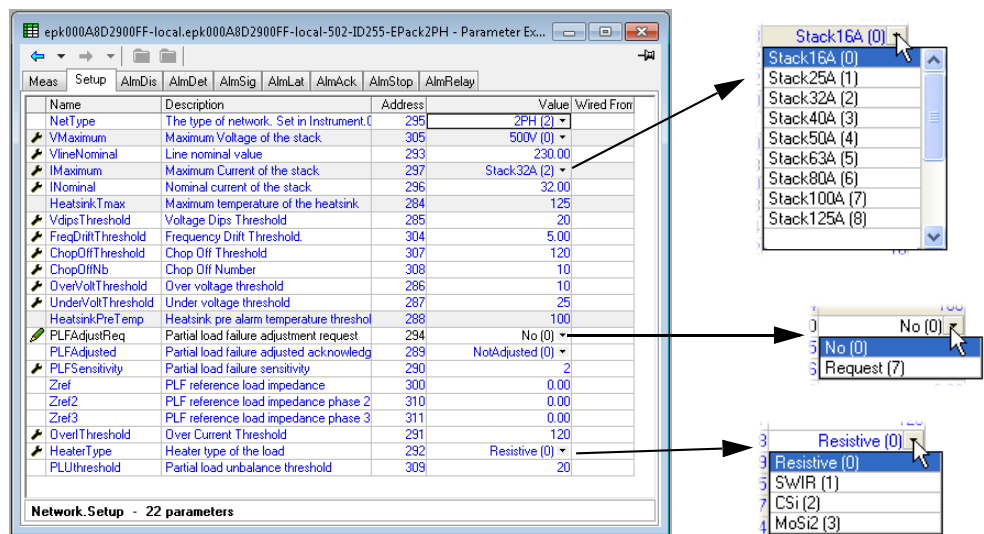 epk000A8D2900FF-local.epk000A8D2900FF-local-502-ID255-EPack2PH - Parameter Ex...
Meas Setup AlmDis AlmDet AlmSig AlmLat AlmAck AlmStop AlmRelay
Name Description Address Value Wired From
NetType The type of network. Set in Instrument. 295 2PH (2)
VMaximum Maximum Voltage of the stack 305 500V (0)
VlineNominal Line nominal value 293 230.00
IMaximum Maximum Current of the stack 297 Stack32A (2)
INominal Nominal current of the stack 296 32.00
HeatsinkTmax Maximum temperature of the heatsink 284 125
VdipsThreshold Voltage Dips Threshold 285 20
FreqDriftThreshold Frequency Drift Threshold. 304 5.00
ChopOffThreshold Chop Off Threshold 307 120
ChopOffNb Chop Off Number 308 10
OverVoltThreshold Over voltage threshold 286 10
UnderVoltThreshold Under voltage threshold 287 25
HeatsinkPreTemp Heatsink pre alarm temperature threshol 288 100
PLFAdjustReq Partial load failure adjustment request 294 No (0)
PLFAdjusted Partial load failure adjusted acknowledg 289 NotAdjusted (0)
PLFSensitivity Partial load failure sensitivity 290 2
Zref PLF reference load impedance 300 0.00
Zref2 PLF reference load impedance phase 2 310 0.00
Zref3 PLF reference load impedance phase 3 311 0.00
OverIThreshold Over Current Threshold 291 120
HeaterType Heater type of the load 292 Resistive (0)
PLUthreshold Partial load unbalance threshold 309 20
Network.Setup - 22 parameters
Stack16A (0)
Stack16A (0)
Stack25A (1)
Stack32A (2)
Stack40A (3)
Stack50A (4)
Stack63A (5)
Stack80A (6)
Stack100A (7)
Stack125A (8)
No (0)
No (0)
Request (7)
Resistive (0)
Resistive (0)
SWIR (1)
CSi (2)
MoSi2 (3)